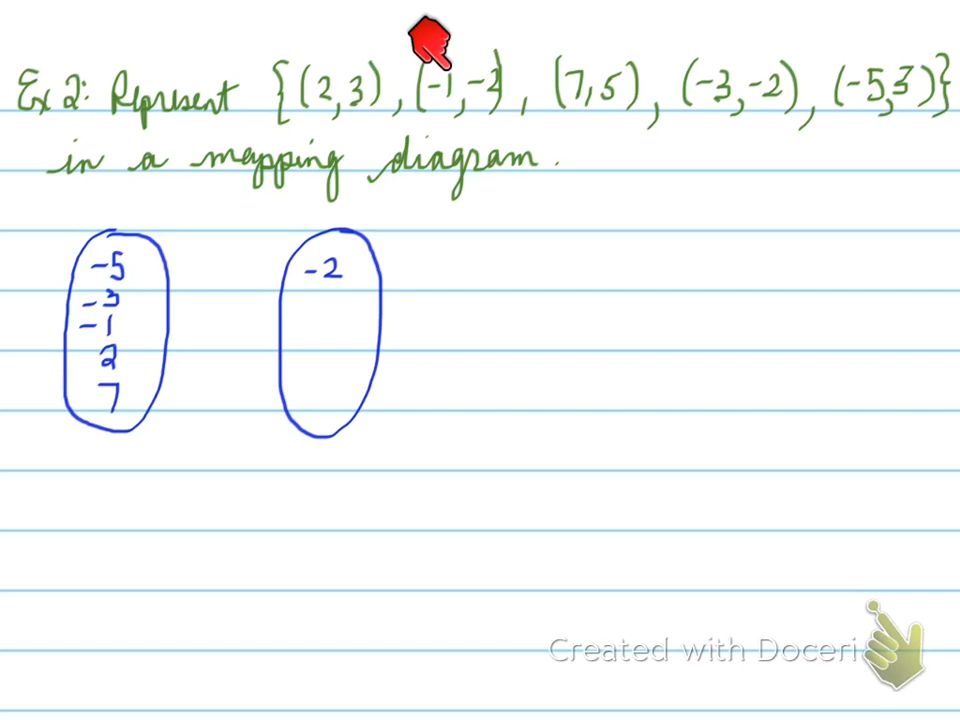 Ex 2: Represent {(2,3), (-1,-2), (7,5), (-3,-2), (-5,3)}
in a mapping diagram.
-5
-3
-1
2
7
-2
Created with Doceri